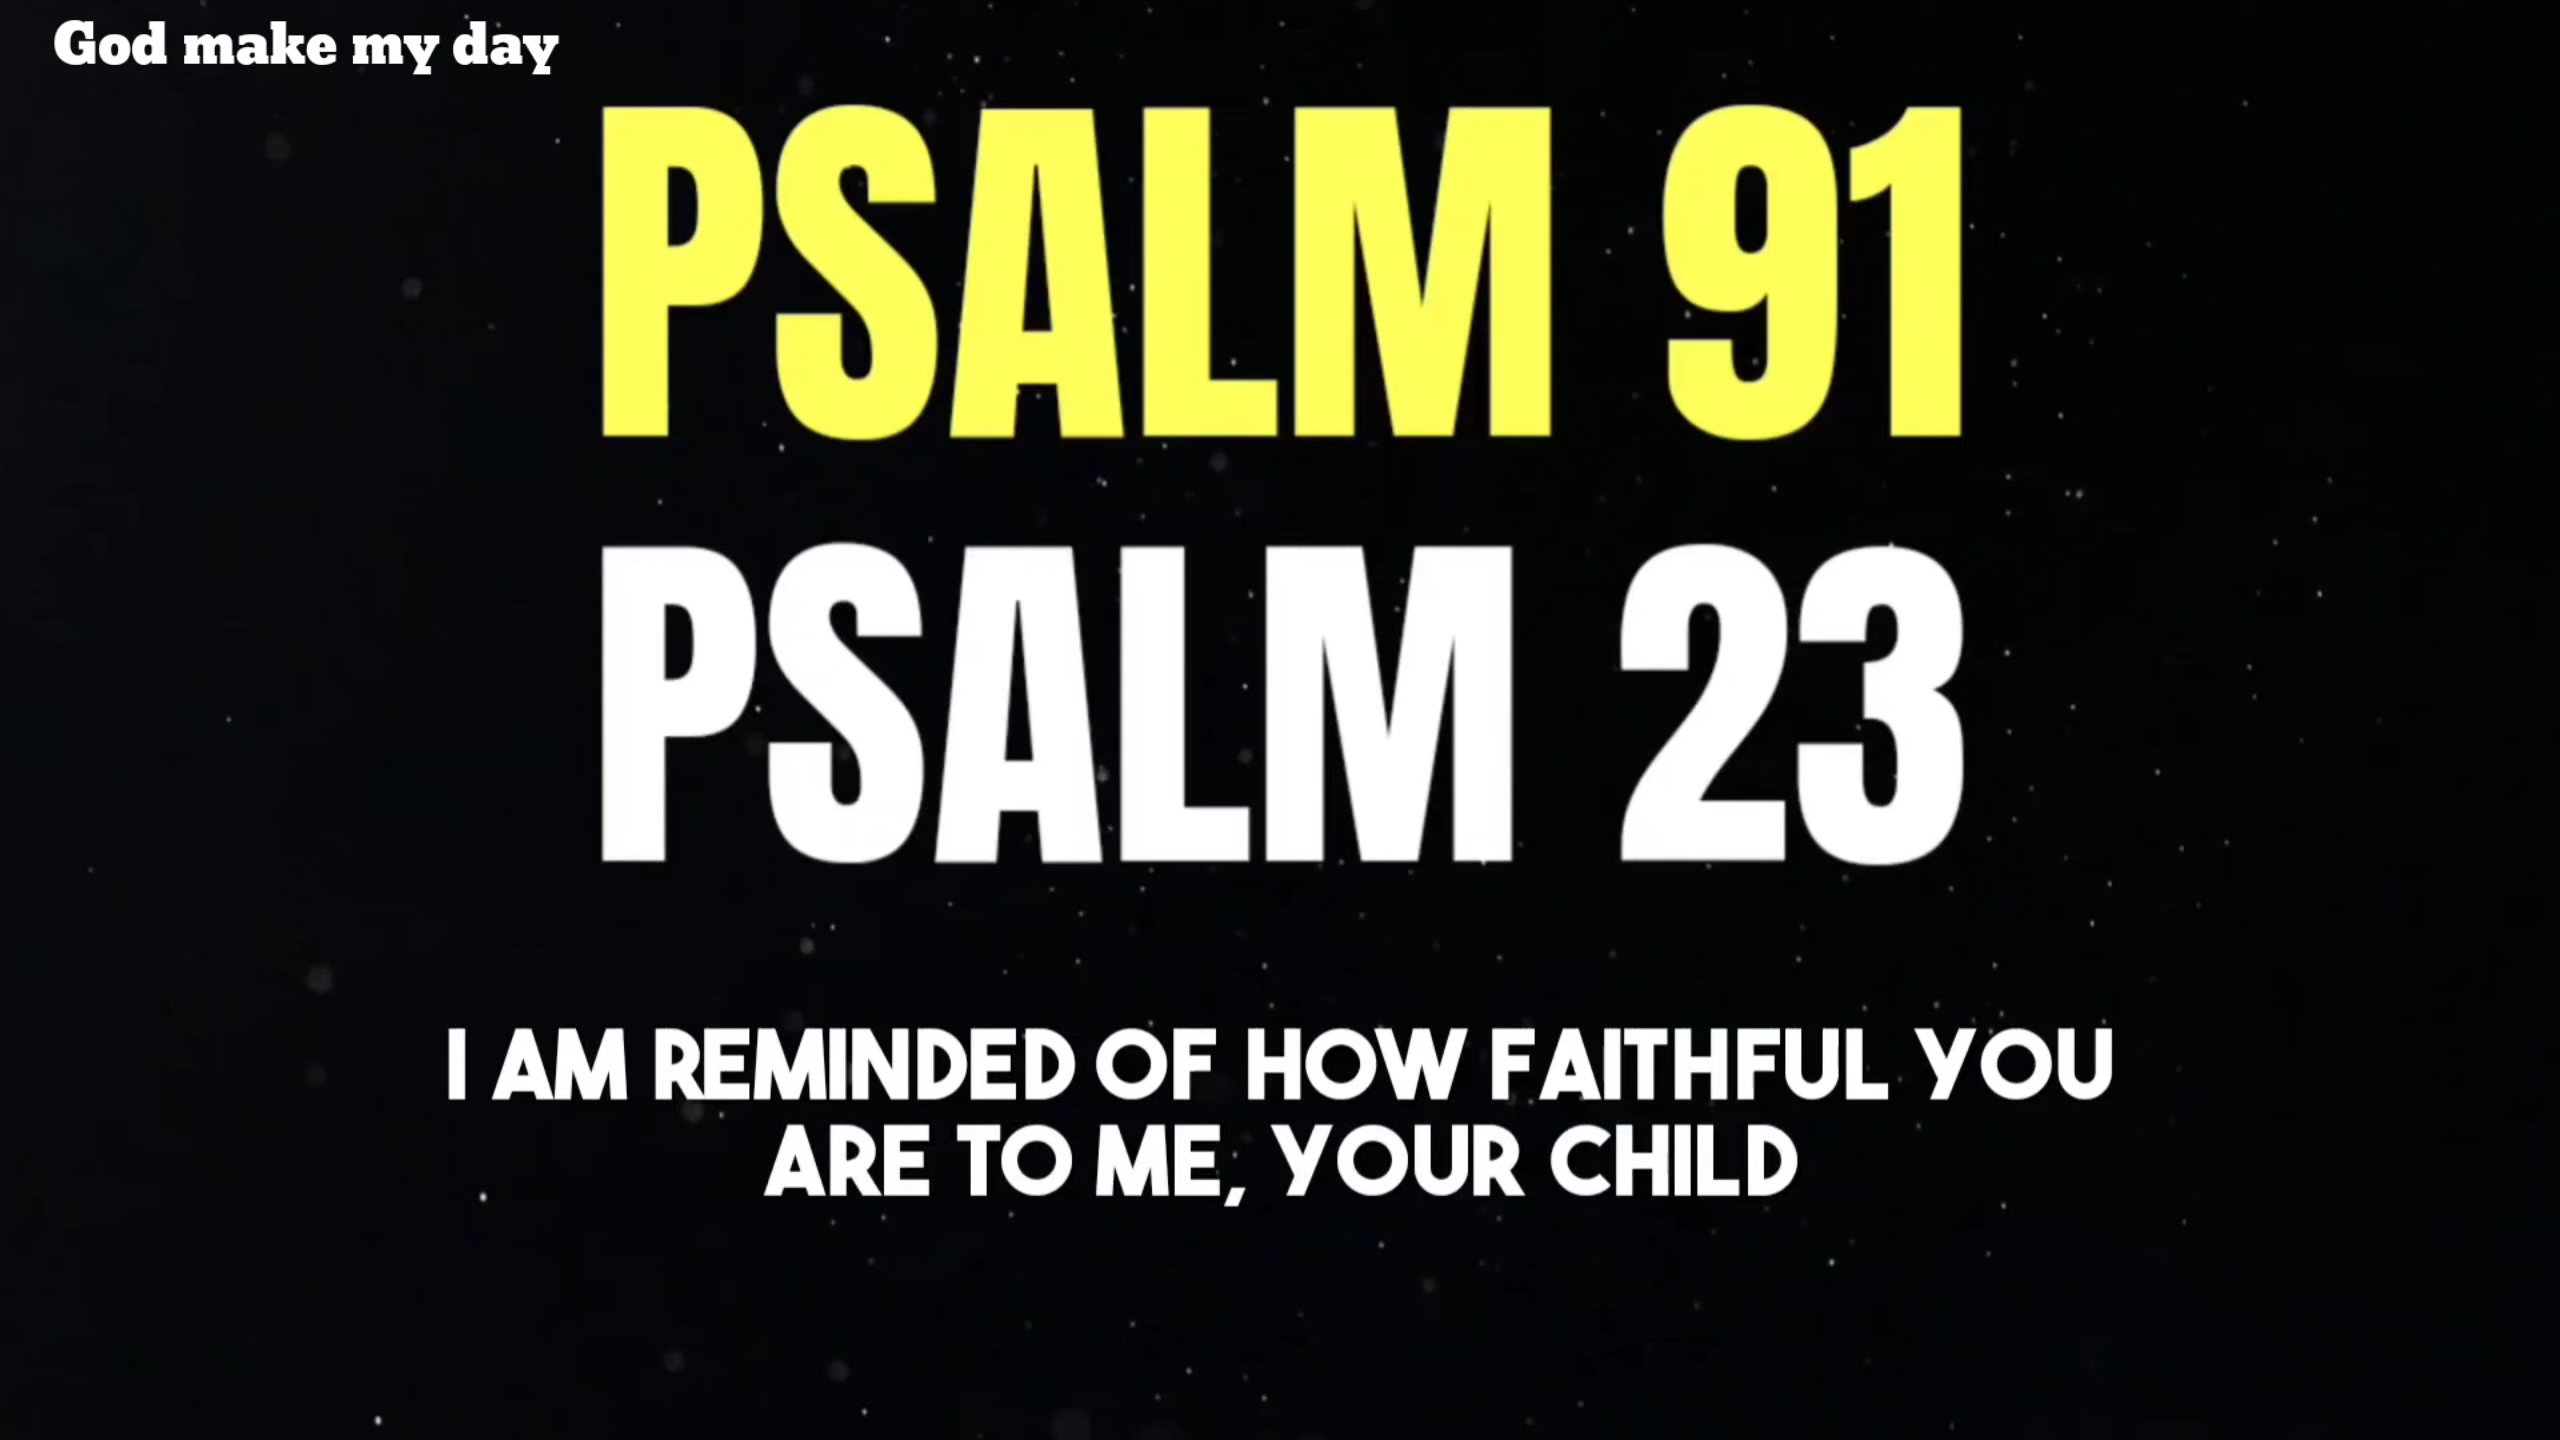 God make my day
PSALM 91
PSALM 23
I AM REMINDED OF HOW FAITHFUL YOU
ARE TO ME, YOUR CHILD